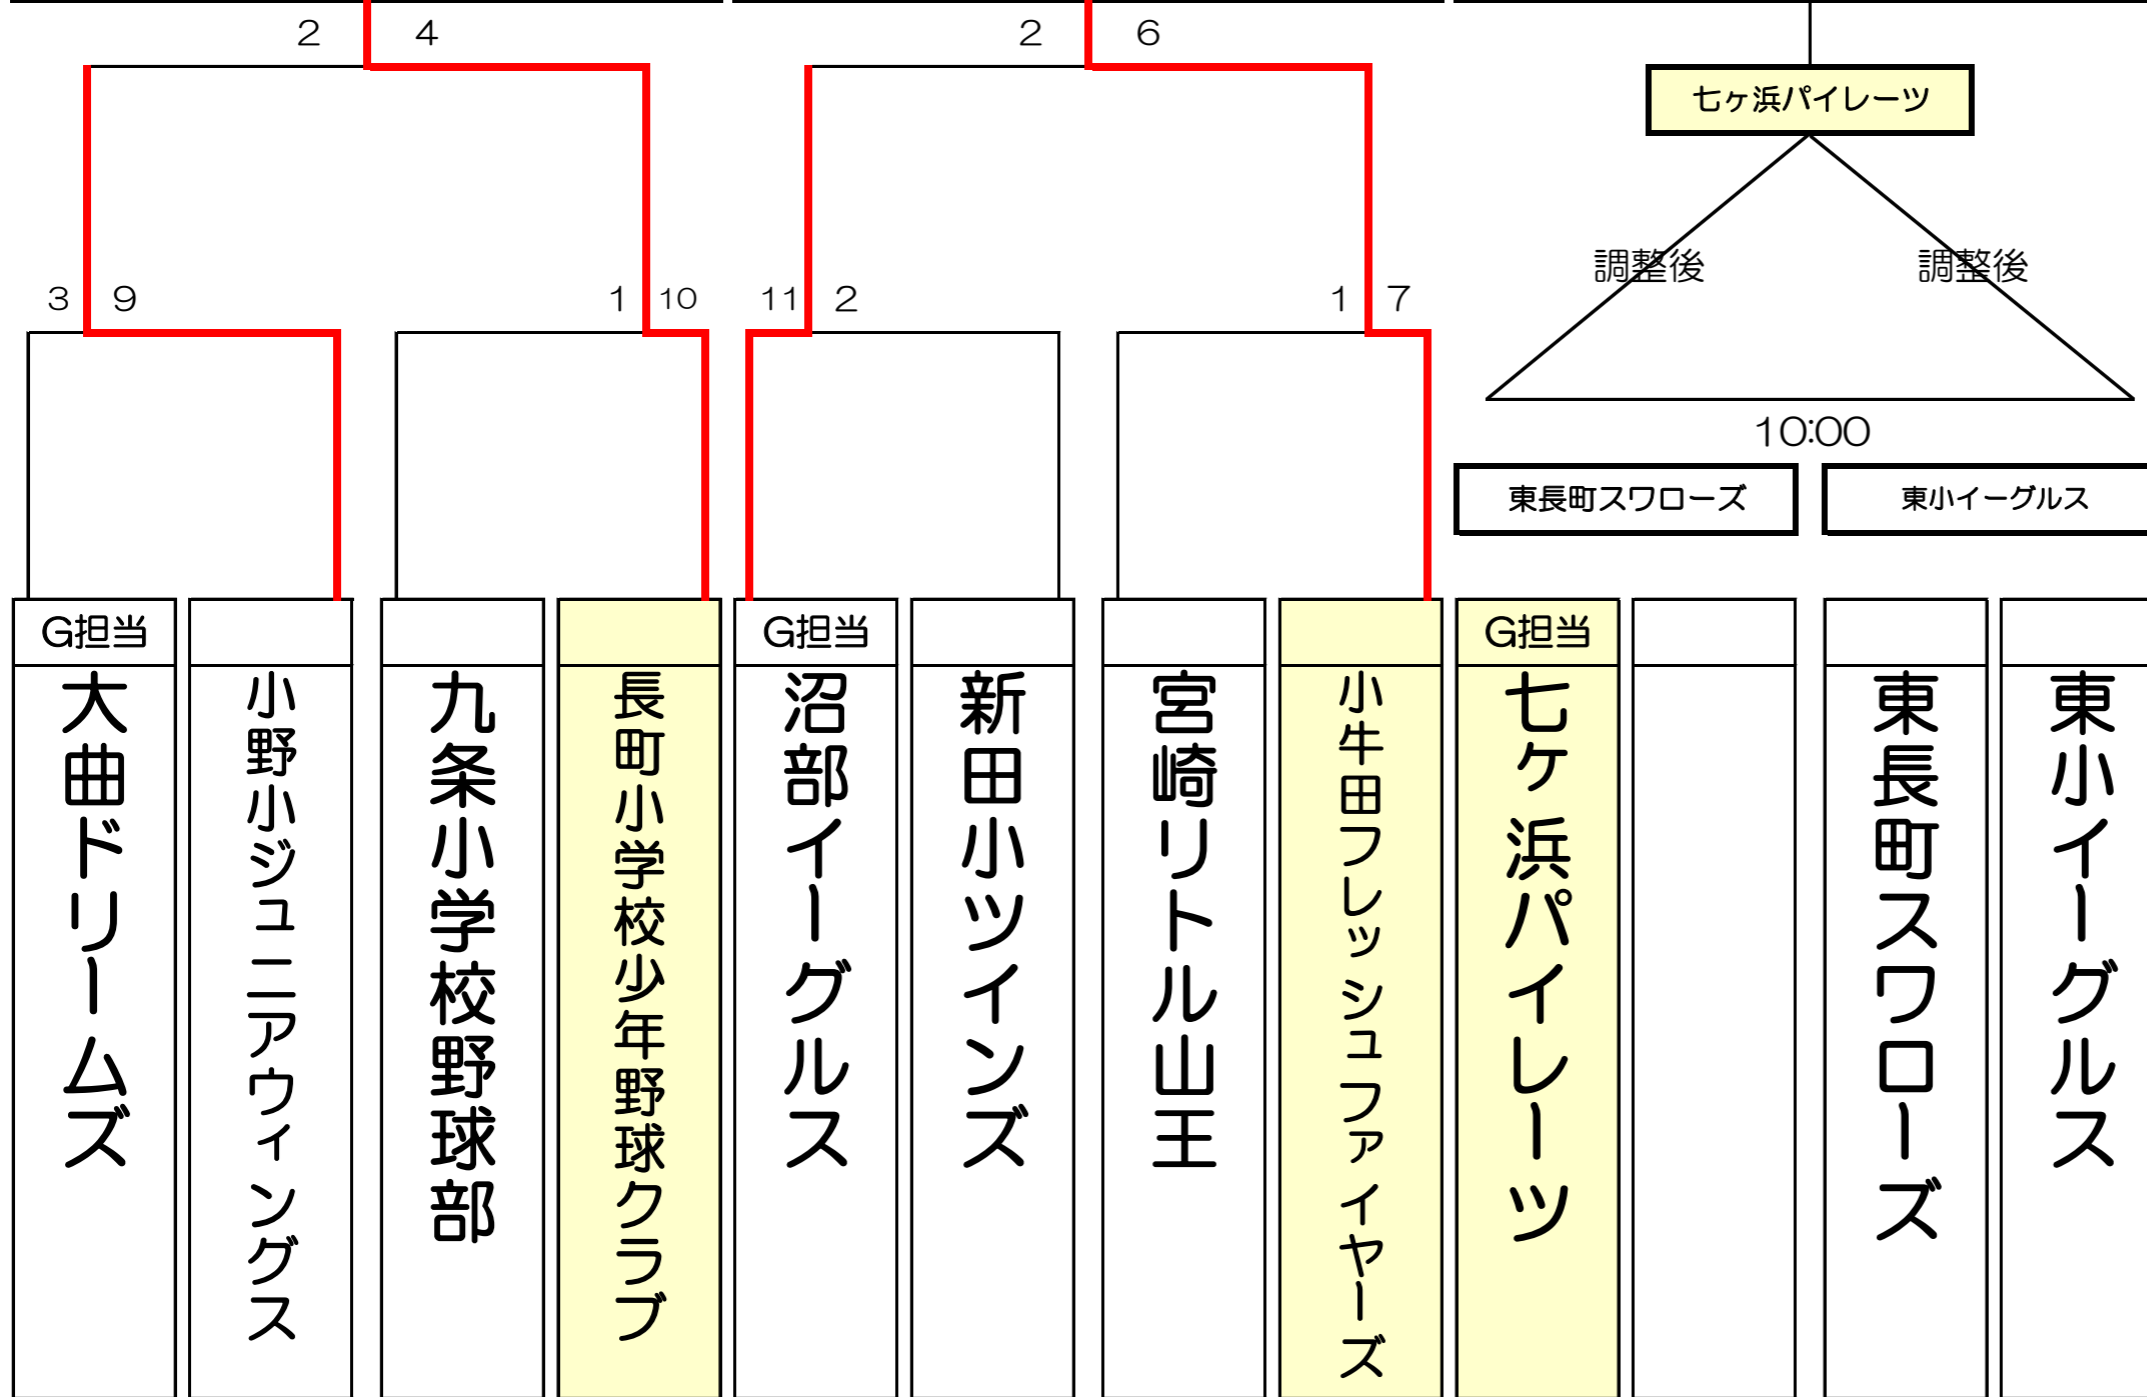 2 4 2 6
七ヶ浜パイレーツ
調整後 調整後
3 9 1 10 11 2 1 7
10:00
東長町スワローズ 東小イーグルス
G担当 G担当 G担当
大曲ドリームズ
小野小ジュニアウィングス
九条小学校野球部
長町小学校少年野球クラブ
沼部イーグルス
新田小ツインズ
宮崎リトル山王
小牛田フレッシュファイヤーズ
七ヶ浜パイレーツ
東長町スワローズ
東小イーグルス